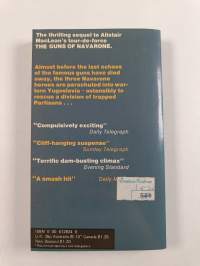 The thrilling sequel to Alistair
MacLean's tour-de-force
THE GUNS OF NAVARONE.
Almost before the last echoes
of the famous guns have died
away, the three Navarone
heroes are parachuted into war-
torn Yugoslavia - ostensibly to
rescue a division of trapped
Partisans . . .
"Compulsively exciting"
Daily Telegraph
"Cliff-hanging suspense"
Sunday Telegraph
"Terrific dam-busting climax"
Evening Standard
"A smash hit"
Daily